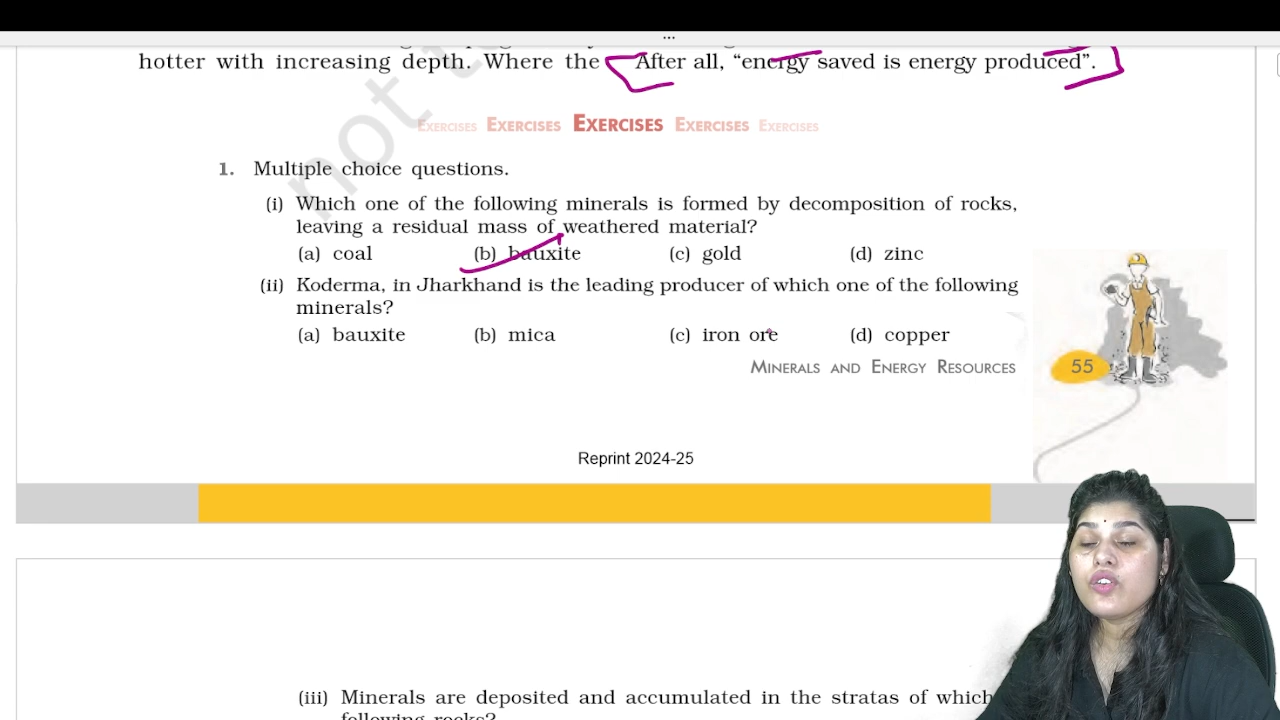 ...
hotter with increasing depth. Where the After all, “energy saved is energy produced”.
EXERCISES EXERCISES EXERCISES EXERCISES EXERCISES
1. Multiple choice questions.
(i) Which one of the following minerals is formed by decomposition of rocks,
leaving a residual mass of weathered material?
(a) coal (b) bauxite (c) gold (d) zinc
(ii) Koderma, in Jharkhand is the leading producer of which one of the following
minerals?
(a) bauxite (b) mica (c) iron ore (d) copper
MINERALS AND ENERGY RESOURCES 55
Reprint 2024-25
(iii) Minerals are deposited and accumulated in the stratas of which
following rocks?
not